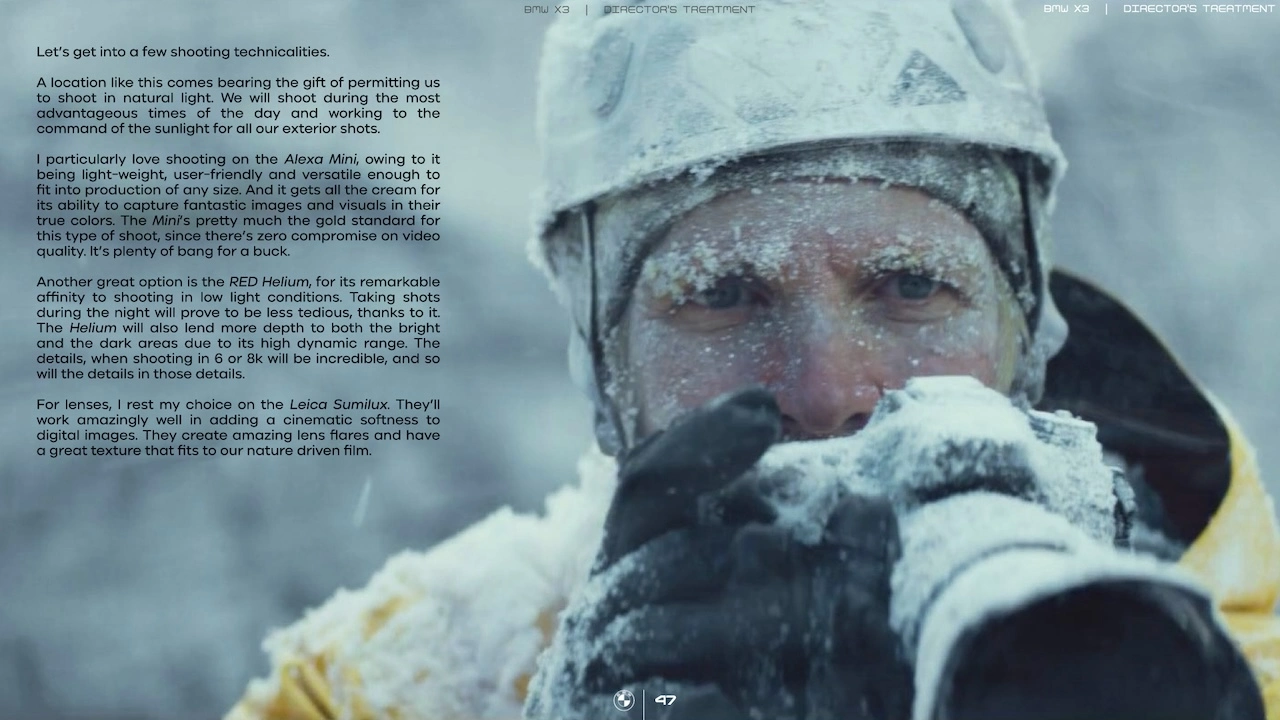 BMW X3 | DIRECTOR'S TREATMENT
BMW X3 | DIRECTOR'S TREATMENT
Let's get into a few shooting technicalities.
A location like this comes bearing the gift of permitting us
to shoot in natural light. We will shoot during the most
advantageous times of the day and working to the
command of the sunlight for all our exterior shots.
I particularly love shooting on the Alexa Mini, owing to it
being light-weight, user-friendly and versatile enough to
fit into production of any size. And it gets all the cream for
its ability to capture fantastic images and visuals in their
true colors. The Mini's pretty much the gold standard for
this type of shoot, since there's zero compromise on video
quality. It's plenty of bang for a buck.
Another great option is the RED Helium, for its remarkable
affinity to shooting in low light conditions. Taking shots
during the night will prove to be less tedious, thanks to it.
The Helium will also lend more depth to both the bright
and the dark areas due to its high dynamic range. The
details, when shooting in 6 or 8k will be incredible, and so
will the details in those details.
For lenses, I rest my choice on the Leica Sumilux. They'll
work amazingly well in adding a cinematic softness to
digital images. They create amazing lens flares and have
a great texture that fits to our nature driven film.
47